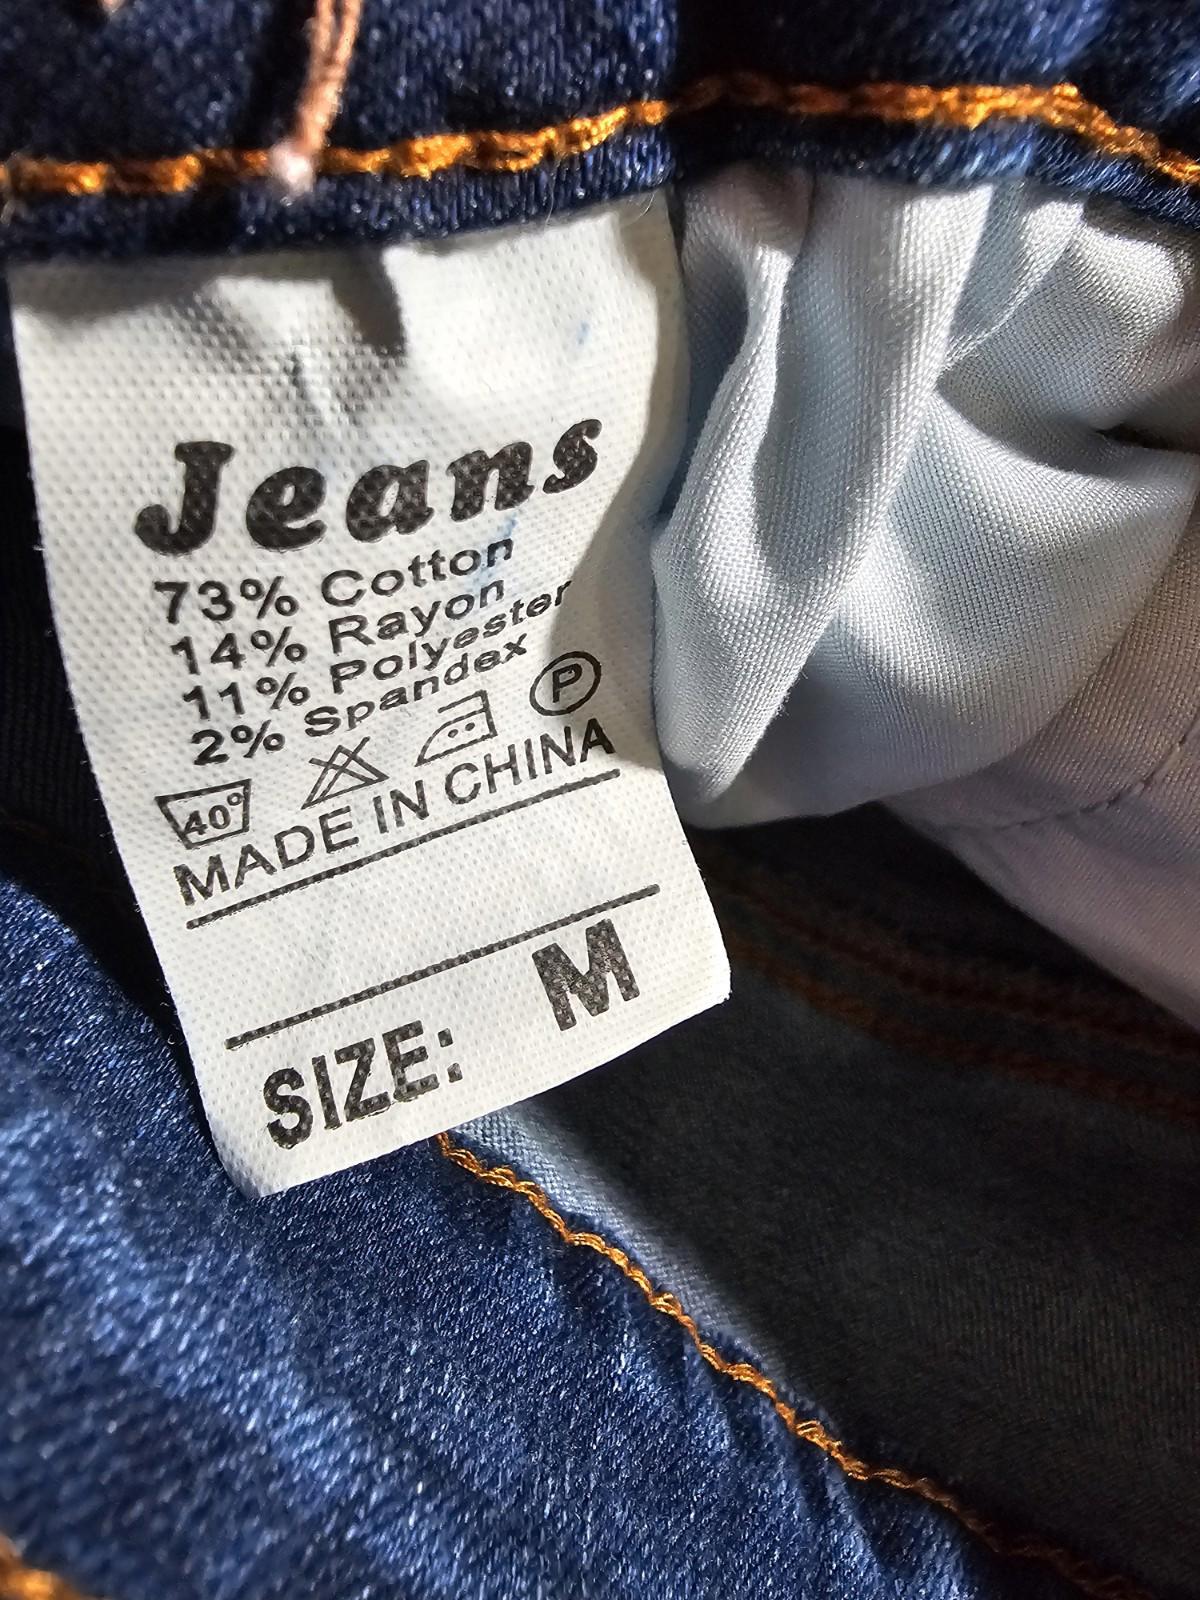 Jeans
73% Cotton
14% Rayon
11% Polyester
2% Spandex
40° P
MADE IN CHINA
SIZE: M